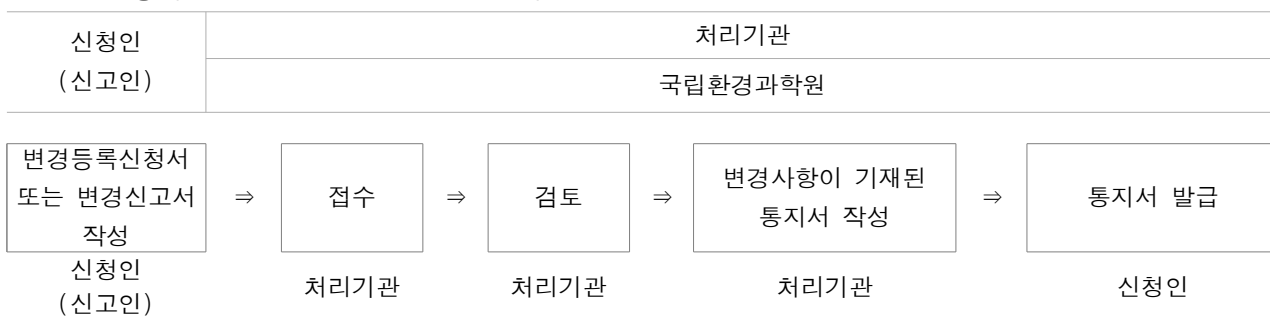 신청인
(신고인)
처리기관
국립환경과학원
변경등록신청서
또는 변경신고서
작성
⇒
접수
⇒
검토
⇒
변경사항이 기재된
통지서 작성
⇒
통지서 발급
신청인
(신고인)
처리기관
처리기관
처리기관
신청인